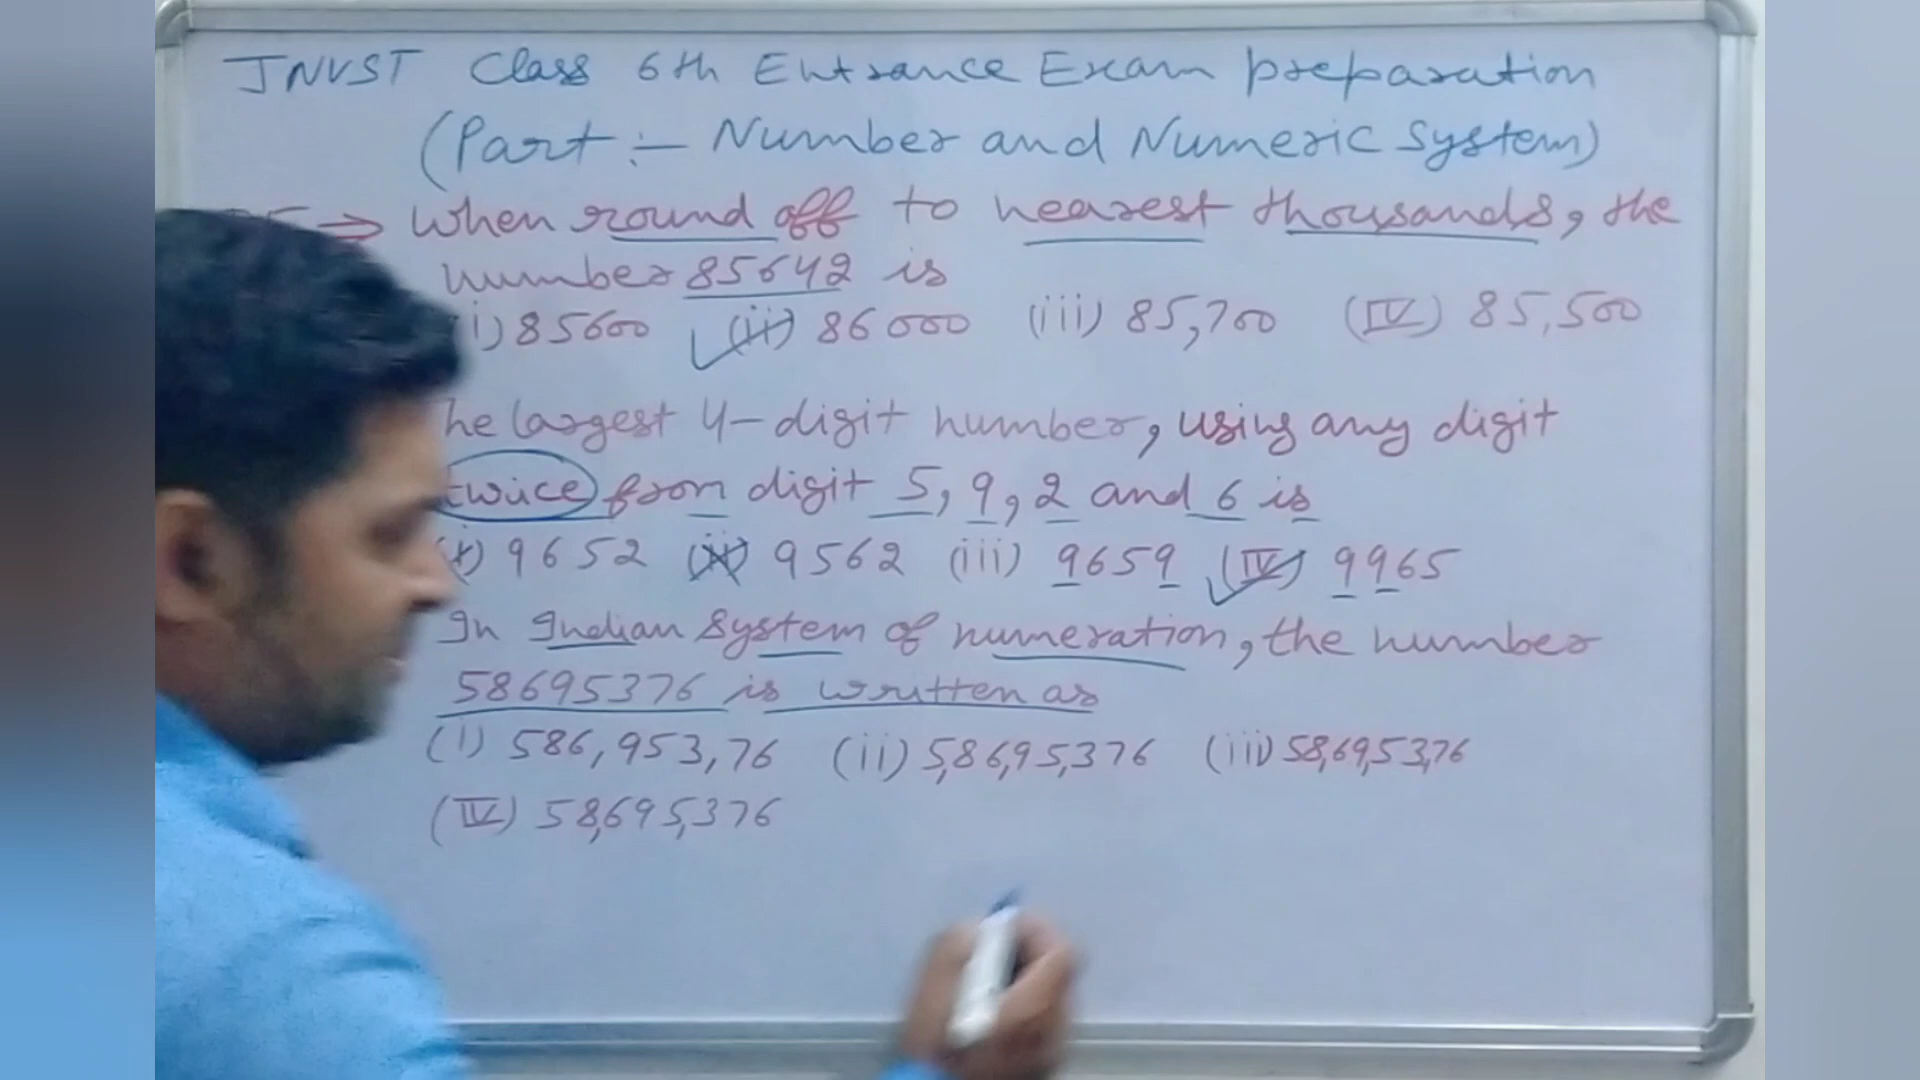 JNVST Class 6th Entrance Exam preparation
(Part :- Number and Numeric System)
⇒ When round off to nearest thousands, the
number 85642 is
i) 85600 (ii) 86000 (iii) 85,700 (IV) 85,500
he largest 4-digit number, using any digit
twice from digit 5, 9, 2 and 6 is
(i) 9652 (ii) 9562 (iii) 9659 (IV) 9965
In Indian System of numeration, the number
58695376 is written as
(i) 586,953,76 (ii) 5,86,95,376 (iii) 58,69,53,76
(IV) 58,695,376